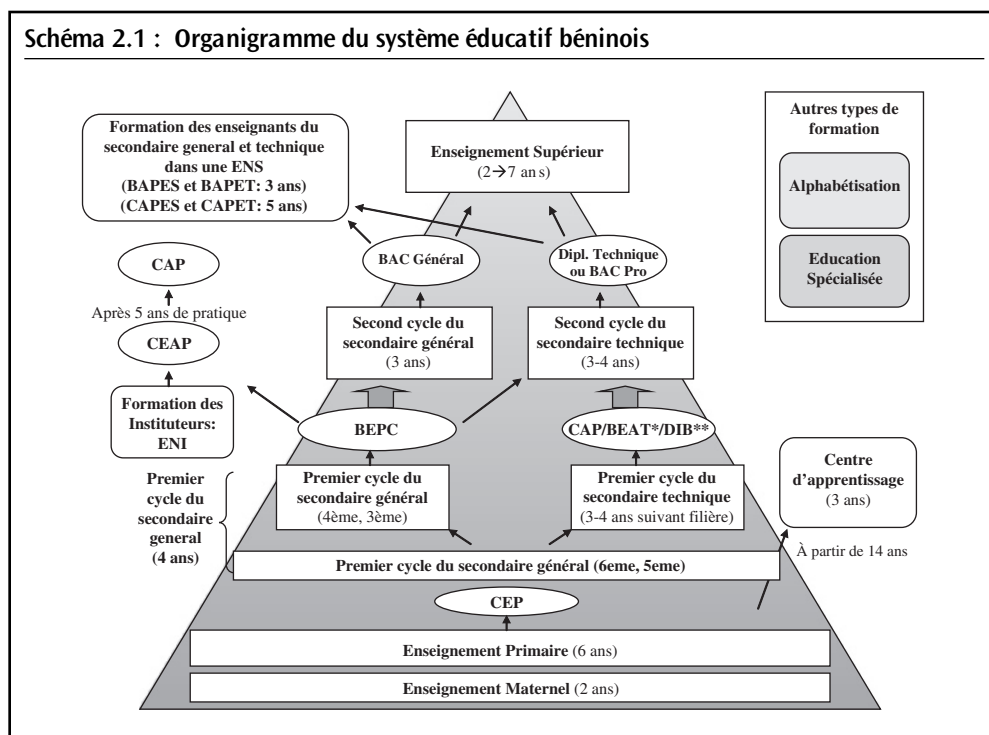 Schéma 2.1 : Organigramme du système éducatif béninois
Formation des enseignants du
secondaire general et technique
dans une ENS
(BAPES et BAPET: 3 ans)
(CAPES et CAPET: 5 ans)
Enseignement Supérieur
(2→7 ans)
Autres types de
formation
Alphabétisation
Education
Spécialisée
CAP
Après 5 ans de pratique
CEAP
Formation des
Instituteurs:
ENI
BAC Général
Dipl. Technique
ou BAC Pro
Second cycle du
secondaire général
(3 ans)
Second cycle du
secondaire technique
(3-4 ans)
BEPC
CAP/BEAT*/DIB**
Premier
cycle du
secondaire
general
(4 ans)
Premier cycle du
secondaire général
(4ème, 3ème)
Premier cycle du
secondaire technique
(3-4 ans suivant filière)
Centre
d'apprentissage
(3 ans)
À partir de 14 ans
Premier cycle du secondaire général (6eme, 5eme)
CEP
Enseignement Primaire (6 ans)
Enseignement Maternel (2 ans)